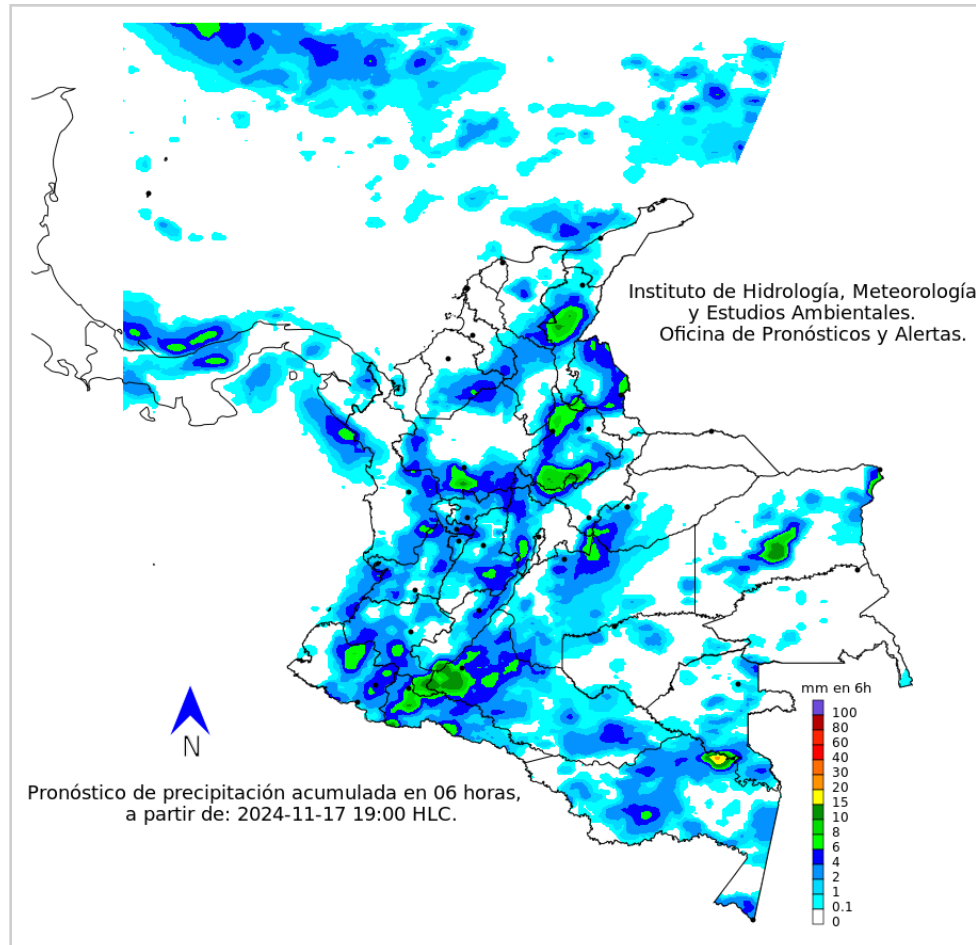 Instituto de Hidrología, Meteorología
y Estudios Ambientales.
Oficina de Pronósticos y Alertas.
N
Pronóstico de precipitación acumulada en 06 horas,
a partir de: 2024-11-17 19:00 HLC.
mm en 6h
100
80
60
40
30
20
15
10
8
6
4
2
1
0.1
0